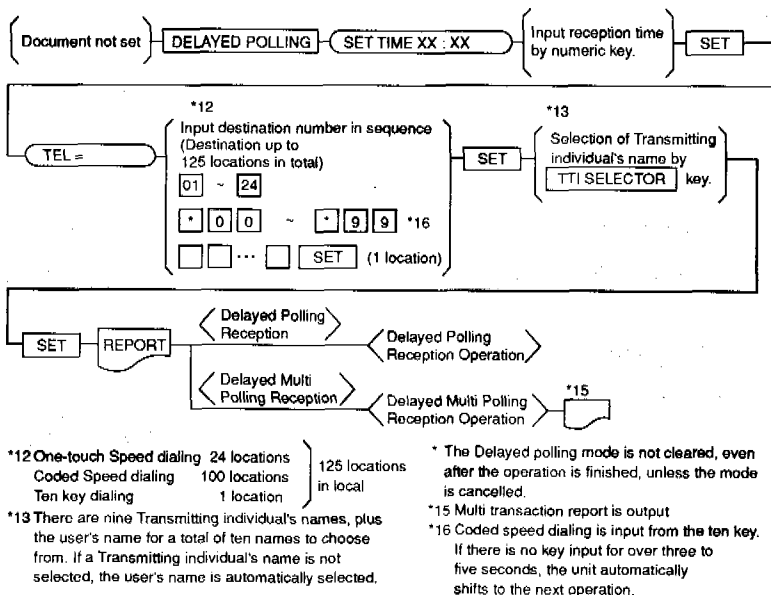 Document not set DELAYED POLLING SET TIME XX : XX Input reception time
by numeric key. SET
*12
TEL =
Input destination number in sequence
(Destination up to
125 locations in total)
01 ~ 24
* 0 0 ~ * 9 9 *16
... SET (1 location)
SET
*13
Selection of Transmitting
individual's name by
TTI SELECTOR key.
SET REPORT
Delayed Polling
Reception
Delayed Polling
Reception Operation
Delayed Multi
Polling Reception
Delayed Multi Polling
Reception Operation
*15
*12 One-touch Speed dialing 24 locations
Coded Speed dialing 100 locations
Ten key dialing 1 location
125 locations
in local
*13 There are nine Transmitting individual's names, plus
the user's name for a total of ten names to choose
from. If a Transmitting individual's name is not
selected, the user's name is automatically selected.
* The Delayed polling mode is not cleared, even
after the operation is finished, unless the mode
is cancelled.
*15 Multi transaction report is output
*16 Coded speed dialing is input from the ten key.
If there is no key input for over three to
five seconds, the unit automatically
shifts to the next operation.